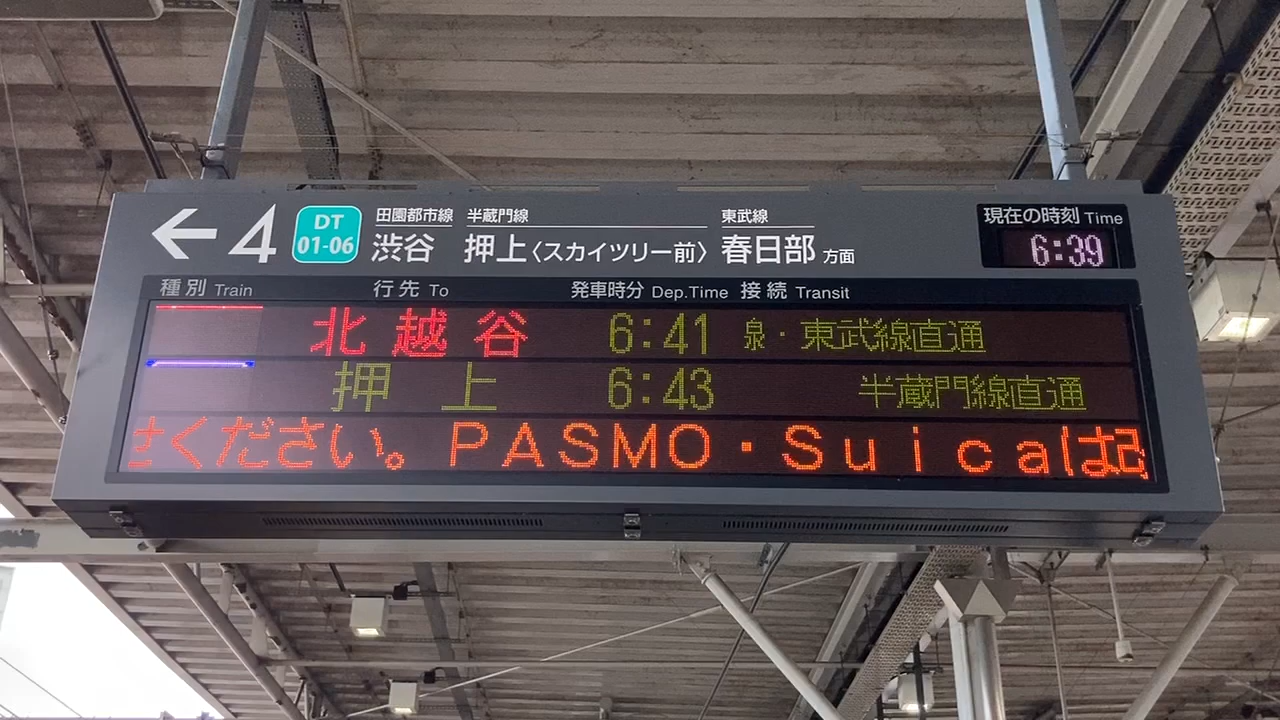 田園都市線 半蔵門線 東武線
← 4 DT 01-06 渋谷 押上〈スカイツリー前〉 春日部 方面
現在の時刻 Time
6:39
種別 Train 行先 To 発車時分 Dep.Time 接続 Transit
北越谷 6:41 ・東武線直通
押上 6:43 半蔵門線直通
ください。PASMO・Suicaは